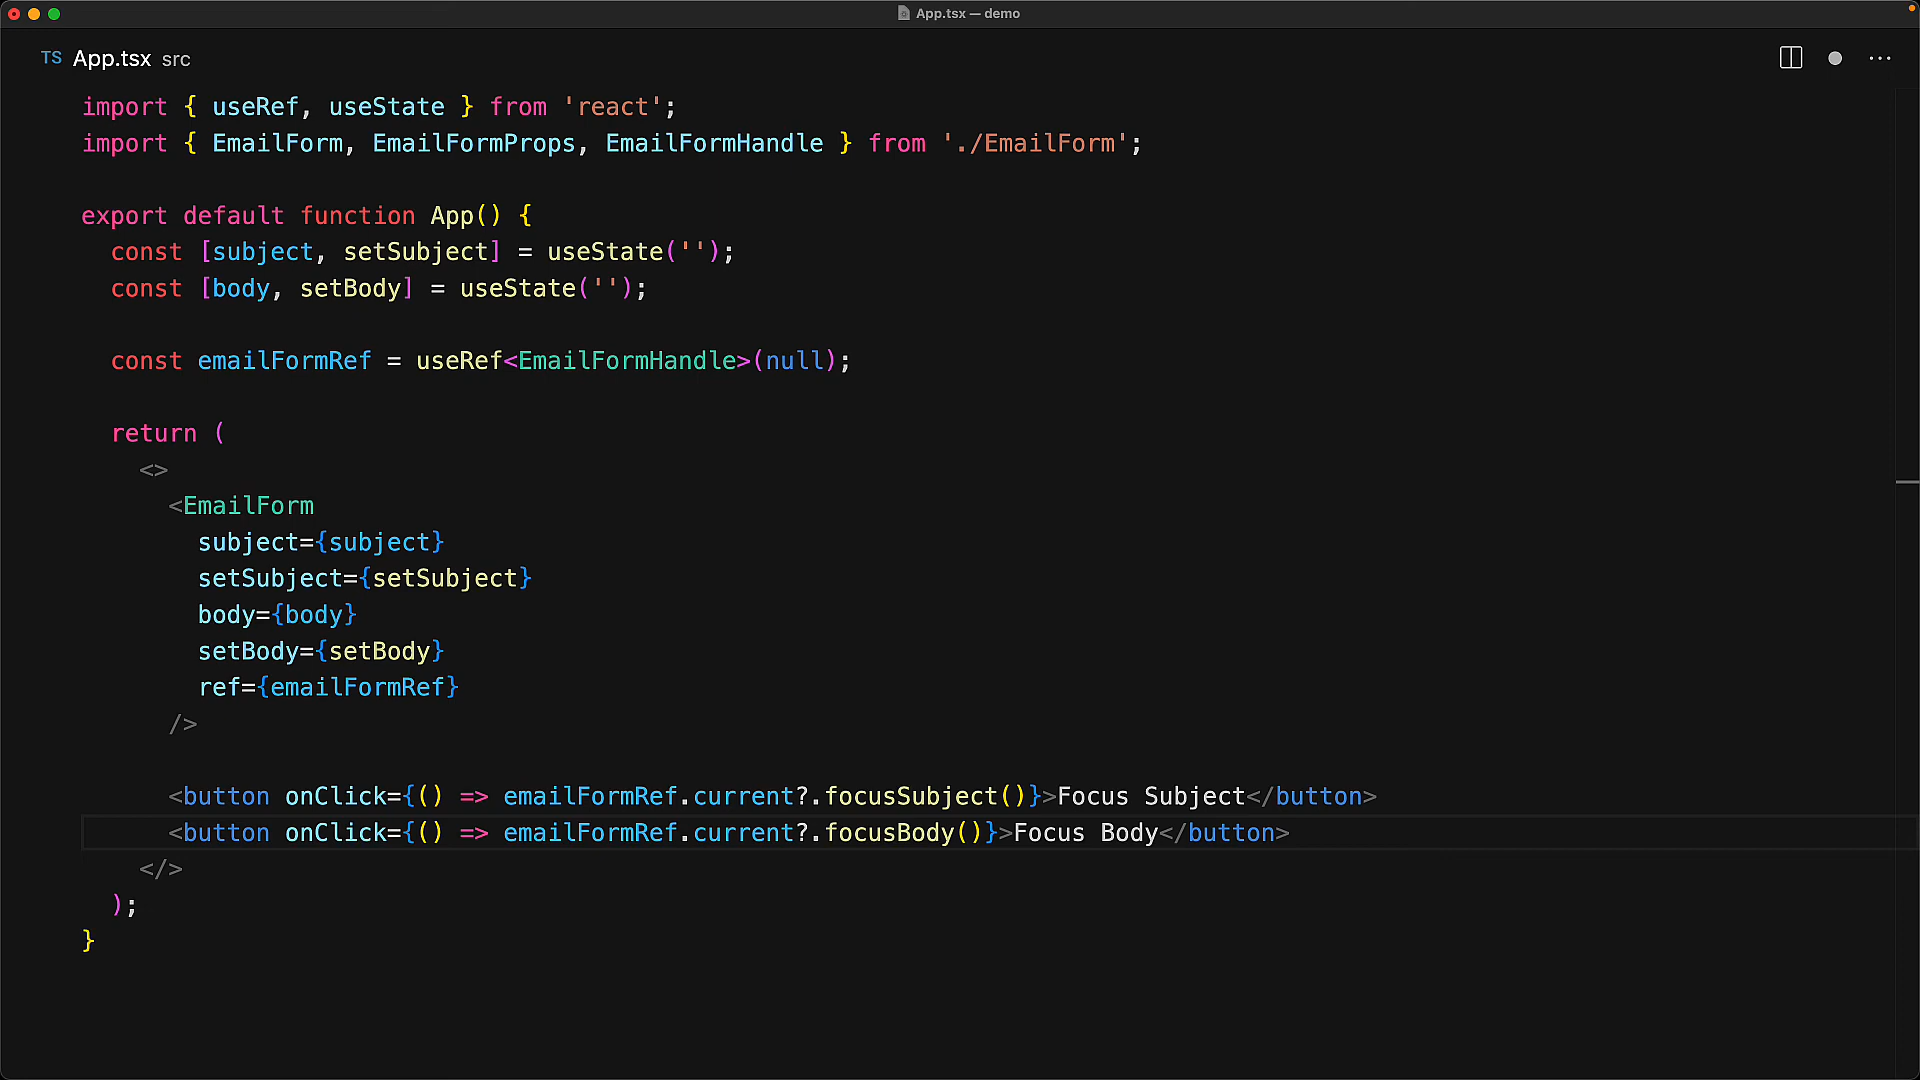 App.tsx — demo
TS App.tsx src
import { useRef, useState } from 'react';
import { EmailForm, EmailFormProps, EmailFormHandle } from './EmailForm';
export default function App() {
const [subject, setSubject] = useState('');
const [body, setBody] = useState('');
const emailFormRef = useRef<EmailFormHandle>(null);
return (
<>
<EmailForm
subject={subject}
setSubject={setSubject}
body={body}
setBody={setBody}
ref={emailFormRef}
/>
<button onClick={() => emailFormRef.current?.focusSubject()}>Focus Subject</button>
<button onClick={() => emailFormRef.current?.focusBody()}>Focus Body</button>
</>
);
}